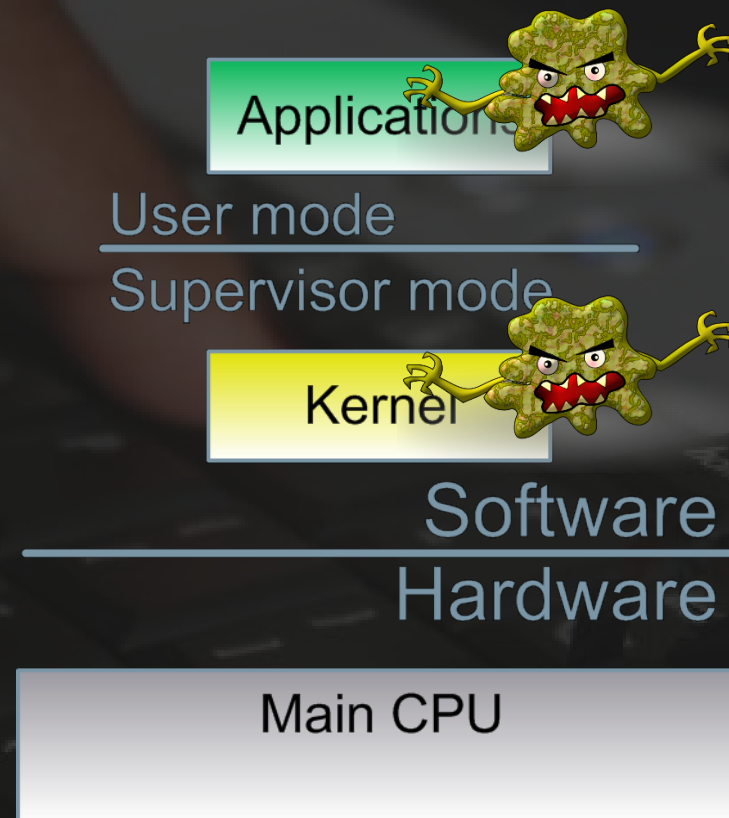 Applications
User mode
Supervisor mode
Kernel
Software
Hardware
Main CPU